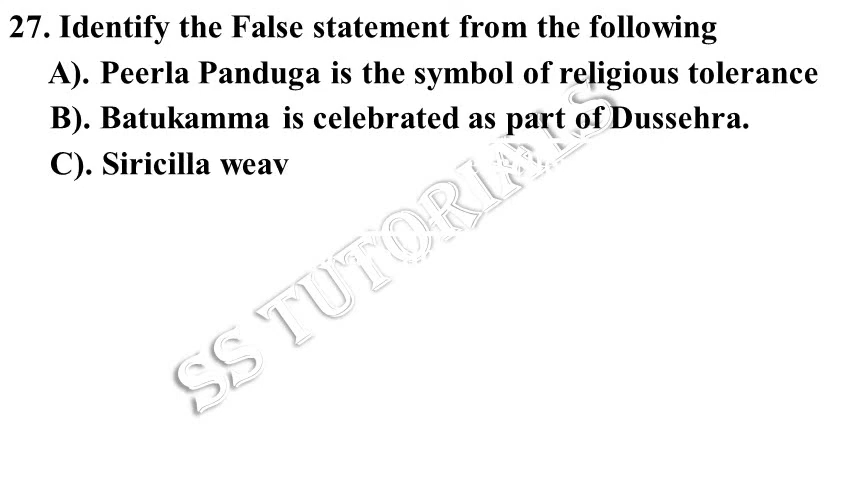 27. Identify the False statement from the following
A). Peerla Panduga is the symbol of religious tolerance
B). Batukamma is celebrated as part of Dussehra.
C). Siricilla weav
SS TUTORIALS